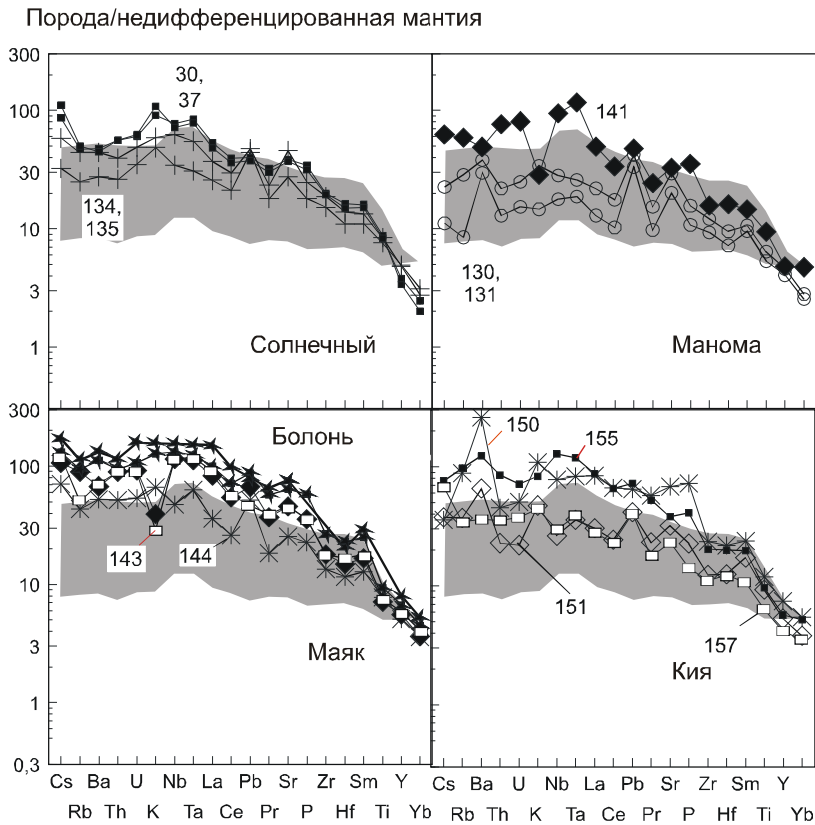 Порода/недифференцированная мантия
300
100
30
10
3
1
30,
37
134,
135
Солнечный
141
130,
131
Манома
300
100
30
10
3
1
0,3
Болонь
143
144
Маяк
150
155
151
157
Кия
Cs Ba U Nb La Pb Sr Zr Sm Y
Rb Th K Ta Ce Pr P Hf Ti Yb
Cs Ba U Nb La Pb Sr Zr Sm Y
Rb Th K Ta Ce Pr P Hf Ti Yb